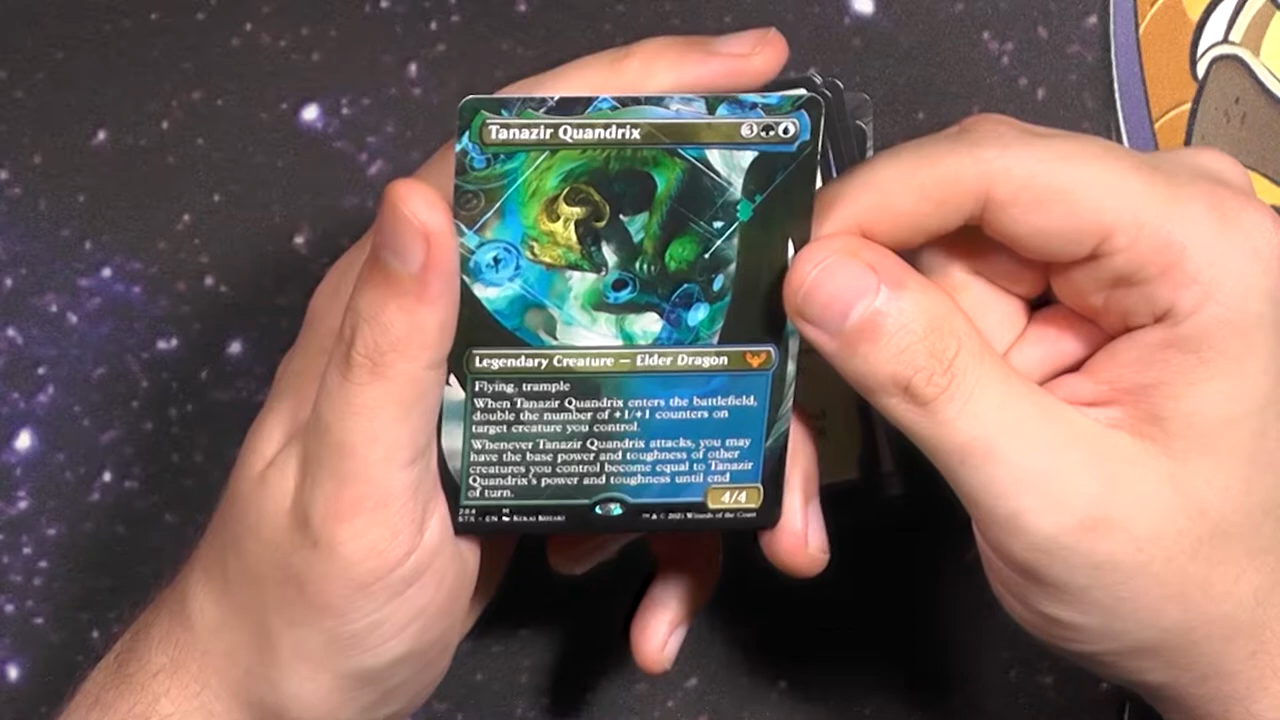 Tanazir Quandrix 3
Legendary Creature — Elder Dragon
Flying, trample
When Tanazir Quandrix enters the battlefield,
double the number of +1/+1 counters on
target creature you control.
Whenever Tanazir Quandrix attacks, you may
have the base power and toughness of other
creatures you control become equal to Tanazir
Quandrix's power and toughness until end
of turn.
4/4
284 M
STX • EN Kekai Kotaki
™ & © 2021 Wizards of the Coast